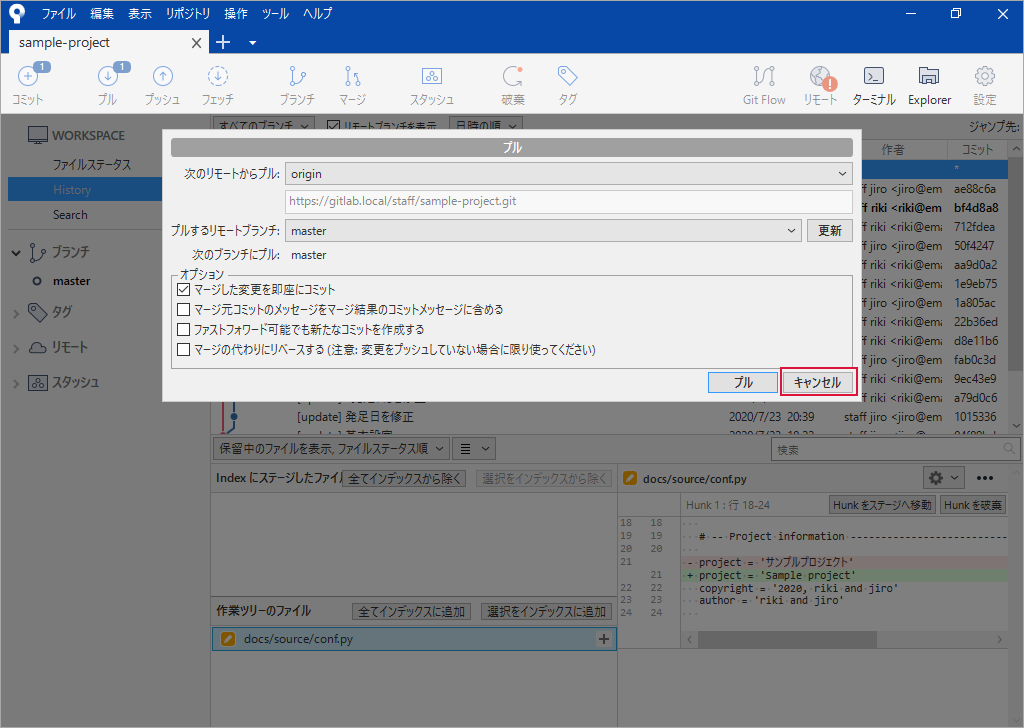 ファイル 編集 表示 リポジトリ 操作 ツール ヘルプ
sample-project
1 1
コミット プル プッシュ フェッチ ブランチ マージ スタッシュ 破棄 タグ Git Flow リモート ターミナル Explorer 設定
WORKSPACE
ファイルステータス
History
Search
ブランチ
master
タグ
リモート
スタッシュ
すべてのブランチ リモートブランチを表示 日時の順 ジャンプ先:
作者 コミット
*
ff jiro <jiro@em ae88c6a
ff riki <riki@em bf4d8a8
ff riki <riki@em 712fdea
ff jiro <jiro@em 50f4247
ff riki <riki@em aa9d0a2
ff riki <riki@em 1e9eb75
ff jiro <jiro@em 1a805ac
ff riki <riki@em 22b36ed
ff riki <riki@em d8e11b6
ff jiro <jiro@em fab0c3d
ff riki <riki@em 9ec43e9
ff riki <riki@em a79d0c6
[update] 発足日を修正 2020/7/23 20:39 staff jiro <jiro@em 1015336
プル
次のリモートからプル: origin
https://gitlab.local/staff/sample-project.git
プルするリモートブランチ: master 更新
次のブランチにプル: master
オプション
マージした変更を即座にコミット
マージ元コミットのメッセージをマージ結果のコミットメッセージに含める
ファストフォワード可能でも新たなコミットを作成する
マージの代わりにリベースする (注意: 変更をプッシュしていない場合に限り使ってください)
プル キャンセル
保留中のファイルを表示, ファイルステータス順 検索
Index にステージしたファイル 全てインデックスから除く 選択をインデックスから除く
作業ツリーのファイル 全てインデックスに追加 選択をインデックスに追加
docs/source/conf.py
docs/source/conf.py
Hunk 1 : 行 18-24 Hunk をステージへ移動 Hunk を破棄
18 18
19 19 # -- Project information -----------------------
20 20
21 - project = 'サンプルプロジェクト'
21 + project = 'Sample project'
22 22 copyright = '2020, riki and jiro'
23 23 author = 'riki and jiro'
24 24